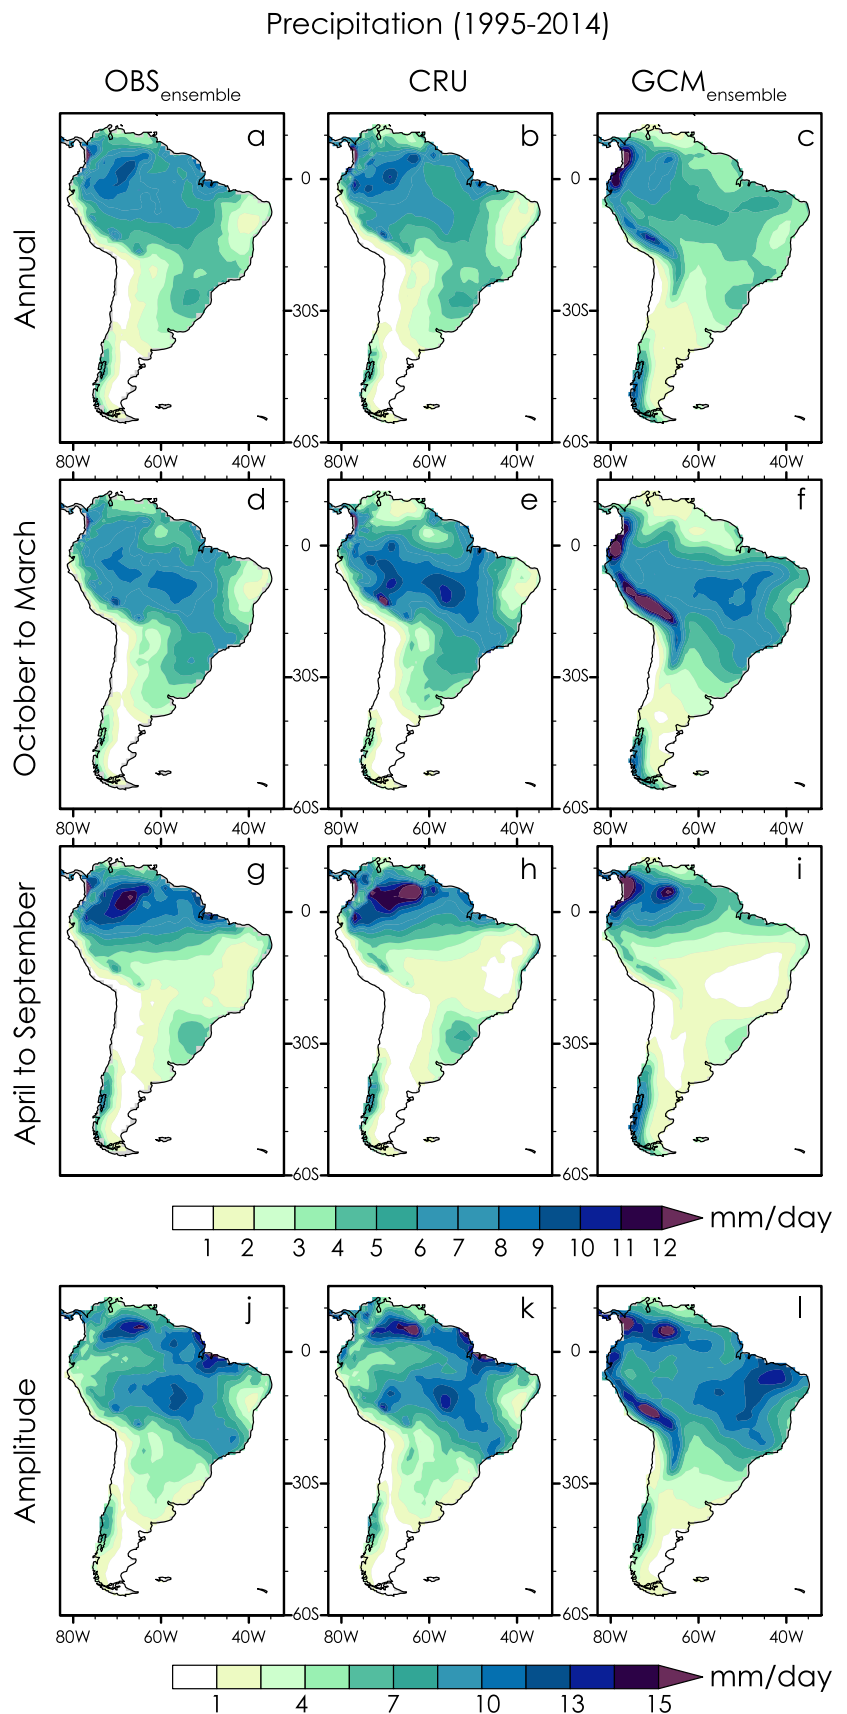 Precipitation (1995-2014)
OBS ensemble CRU GCM ensemble
Annual
a b c
0 0
30S 30S
60S 60S
80W 60W 40W 80W 60W 40W 80W 60W 40W
October to March
d e f
0 0
30S 30S
60S 60S
80W 60W 40W 80W 60W 40W 80W 60W 40W
April to September
g h i
0 0
30S 30S
60S 60S
1 2 3 4 5 6 7 8 9 10 11 12 mm/day
Amplitude
j k l
0 0
30S 30S
60S 60S
80W 60W 40W 80W 60W 40W 80W 60W 40W
1 4 7 10 13 15 mm/day